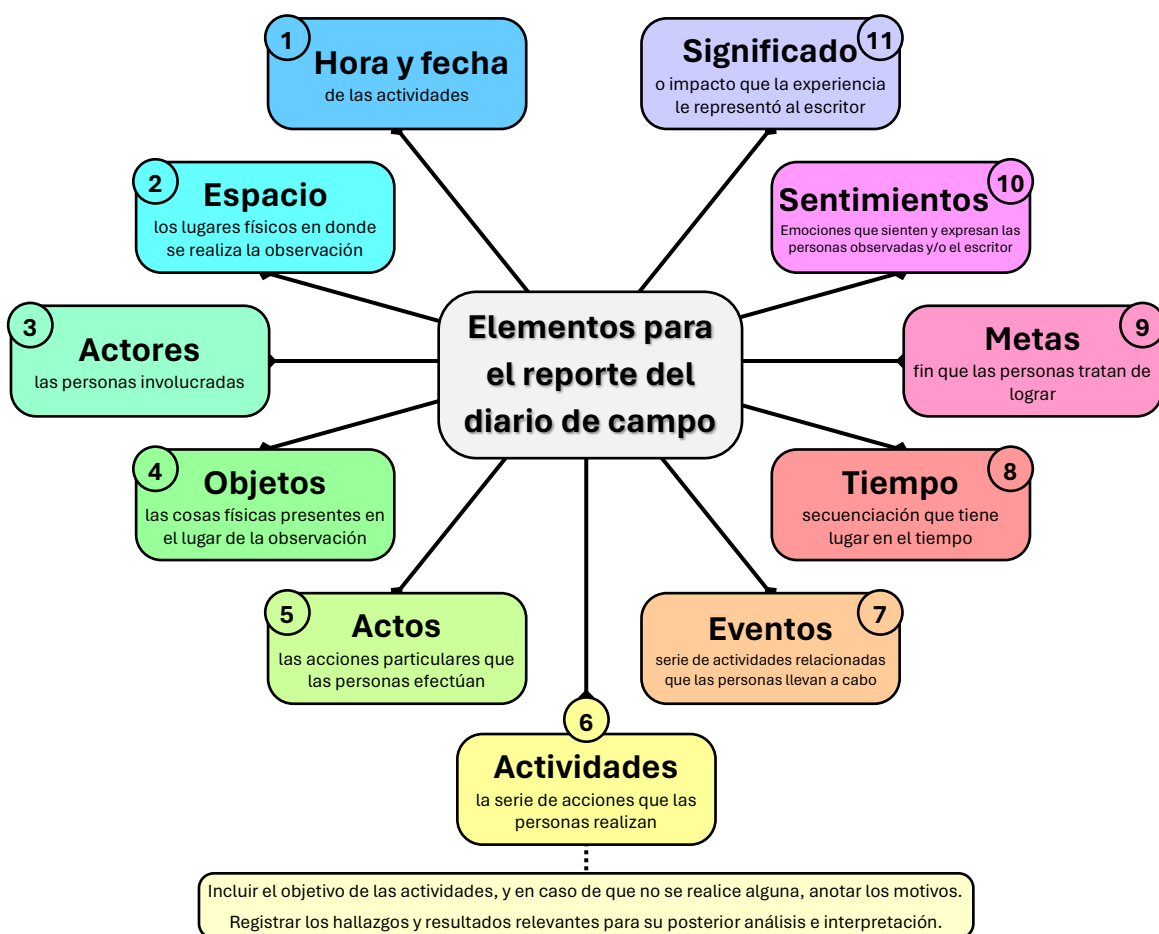 Elementos para
el reporte del
diario de campo
1
Hora y fecha
de las actividades
2
Espacio
los lugares físicos en donde
se realiza la observación
3
Actores
las personas involucradas
4
Objetos
las cosas físicas presentes en
el lugar de la observación
5
Actos
las acciones particulares que
las personas efectúan
6
Actividades
la serie de acciones que las
personas realizan
Incluir el objetivo de las actividades, y en caso de que no se realice alguna, anotar los motivos.
Registrar los hallazgos y resultados relevantes para su posterior análisis e interpretación.
7
Eventos
serie de actividades relacionadas
que las personas llevan a cabo
8
Tiempo
secuenciación que tiene
lugar en el tiempo
9
Metas
fin que las personas tratan de
lograr
10
Sentimientos
Emociones que sienten y expresan las
personas observadas y/o el escritor
11
Significado
o impacto que la experiencia
le representó al escritor